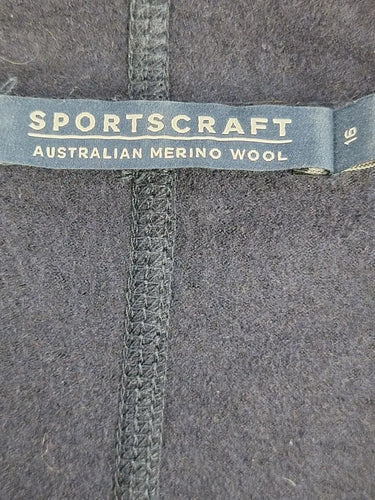 SPORTSCRAFT
AUSTRALIAN MERINO WOOL
16